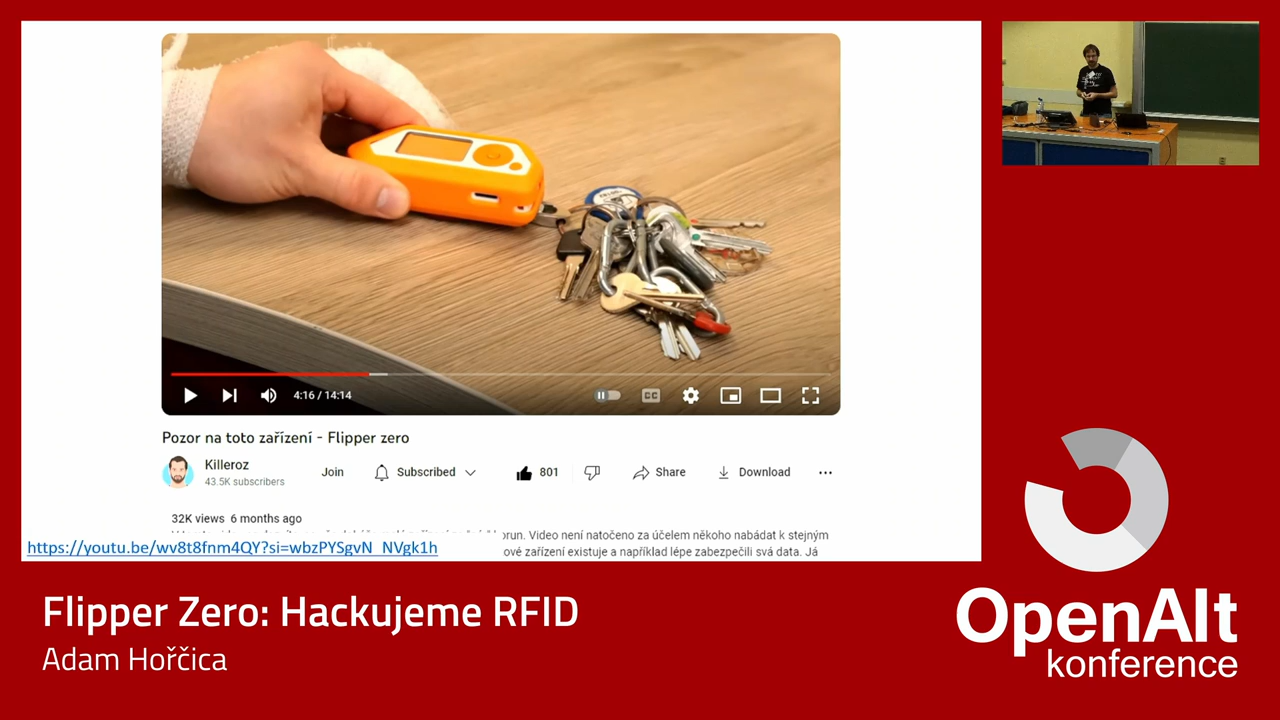 4:16 / 14:14
CC
Pozor na toto zařízení - Flipper zero
Killeroz
43.5K subscribers
Join
Subscribed
801
Share
Download
32K views 6 months ago
orun. Video není natočeno za účelem někoho nabádat k stejným
ové zařízení existuje a například lépe zabezpečili svá data. Já
https://youtu.be/wv8t8fnm4QY?si=wbzPYSgvN_NVgk1h
Flipper Zero: Hackujeme RFID
Adam Hořčica
OpenAlt
konference